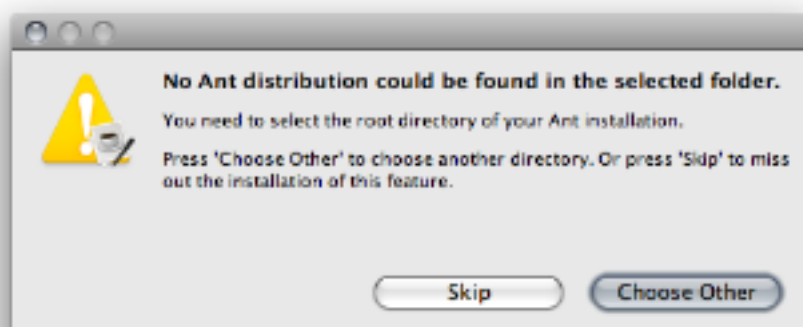 No Ant distribution could be found in the selected folder.
You need to select the root directory of your Ant installation.
Press 'Choose Other' to choose another directory. Or press 'Skip' to miss
out the installation of this feature.
Skip
Choose Other